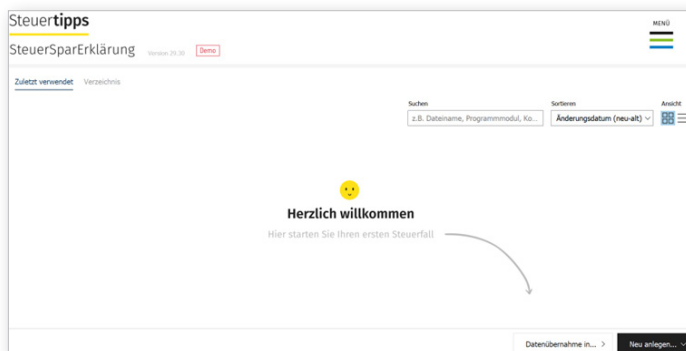 Steuertipps
MENÜ
SteuerSparErklärung Version 29.30 Demo
Zuletzt verwendet Verzeichnis
Suchen Sortieren Ansicht
z.B. Dateiname, Programmmodul, Ko... Änderungsdatum (neu-alt)
Herzlich willkommen
Hier starten Sie Ihren ersten Steuerfall
Datenübernahme in... > Neu anlegen...